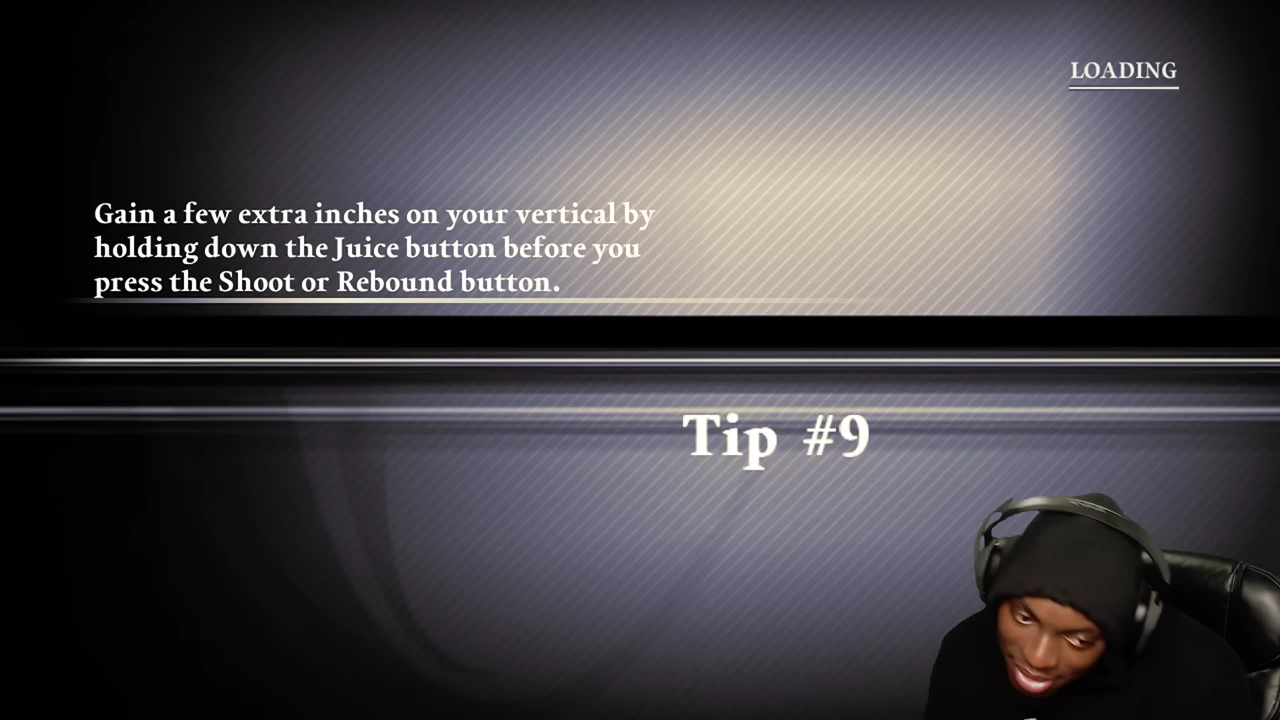 LOADING
Gain a few extra inches on your vertical by
holding down the Juice button before you
press the Shoot or Rebound button.
Tip #9